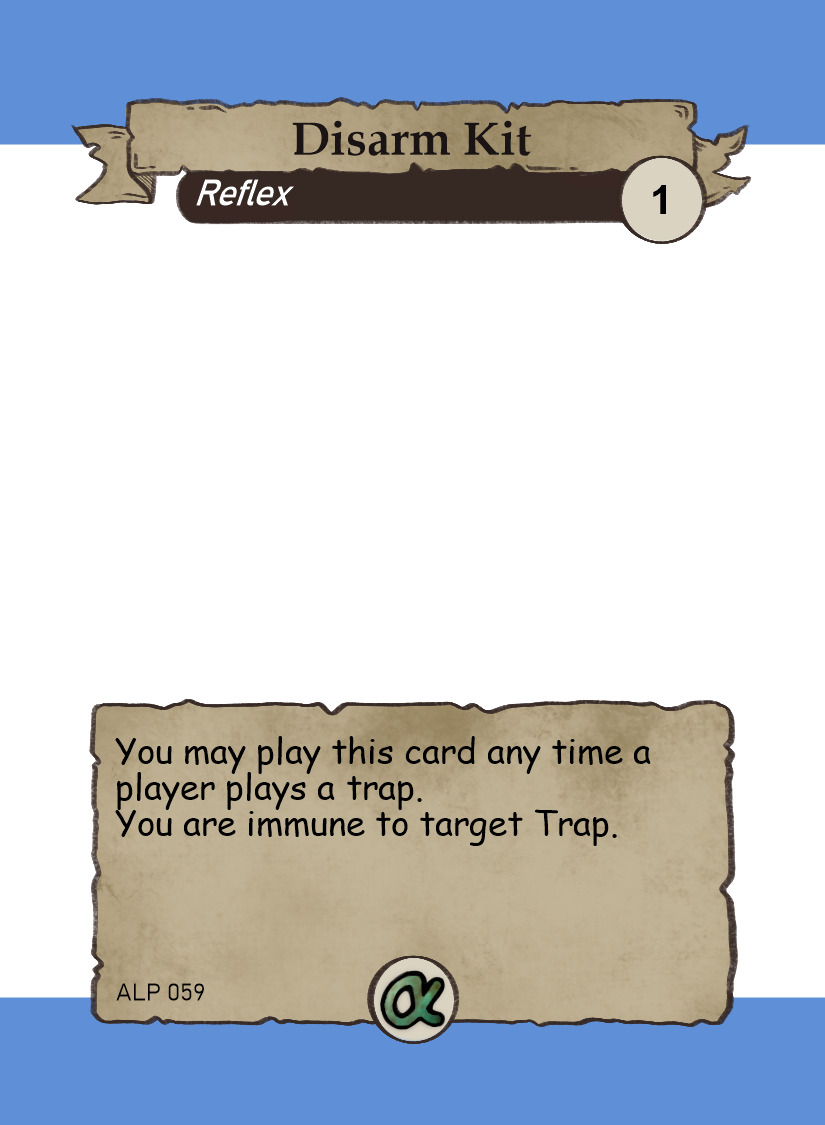 Disarm Kit
Reflex
1
You may play this card any time a
player plays a trap.
You are immune to target Trap.
ALP 059
α